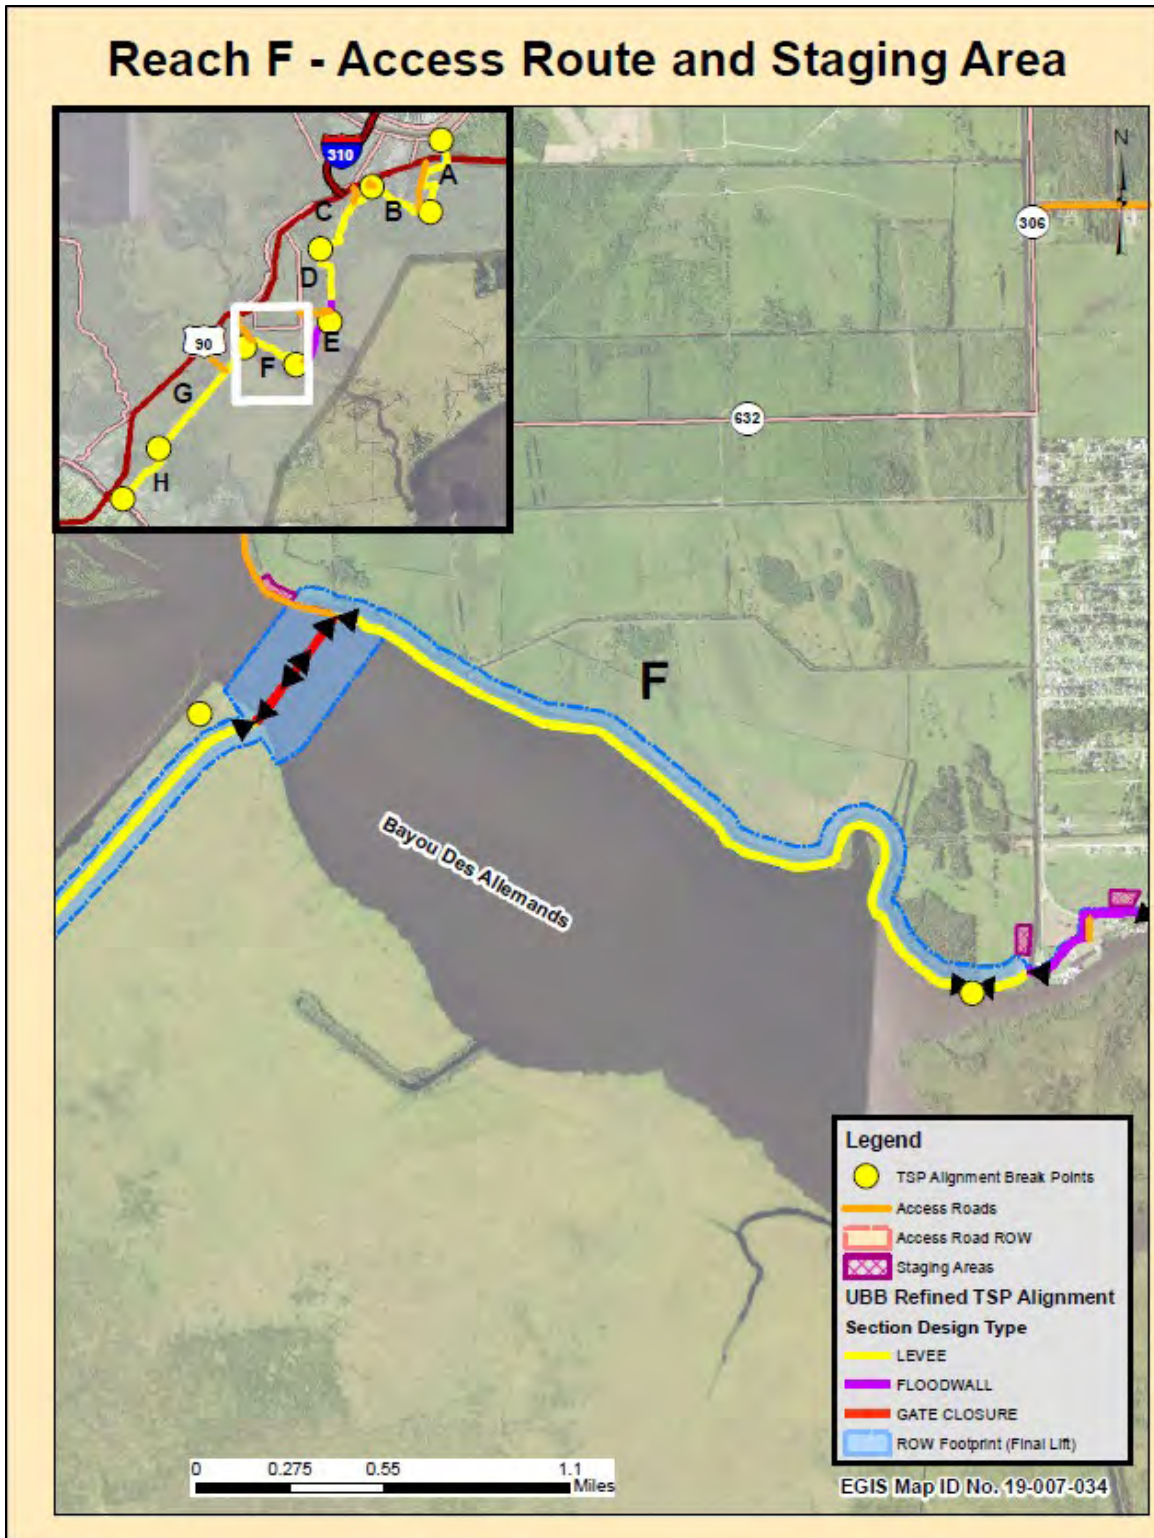 Reach F - Access Route and Staging Area
310
A
C
B
D
E
90
F
G
H
N
306
632
F
Bayou Des Allemands
Legend
TSP Alignment Break Points
Access Roads
Access Road ROW
Staging Areas
UBB Refined TSP Alignment
Section Design Type
LEVEE
FLOODWALL
GATE CLOSURE
ROW Footprint (Final Lift)
0 0.275 0.55 1.1
Miles
EGIS Map ID No. 19-007-034